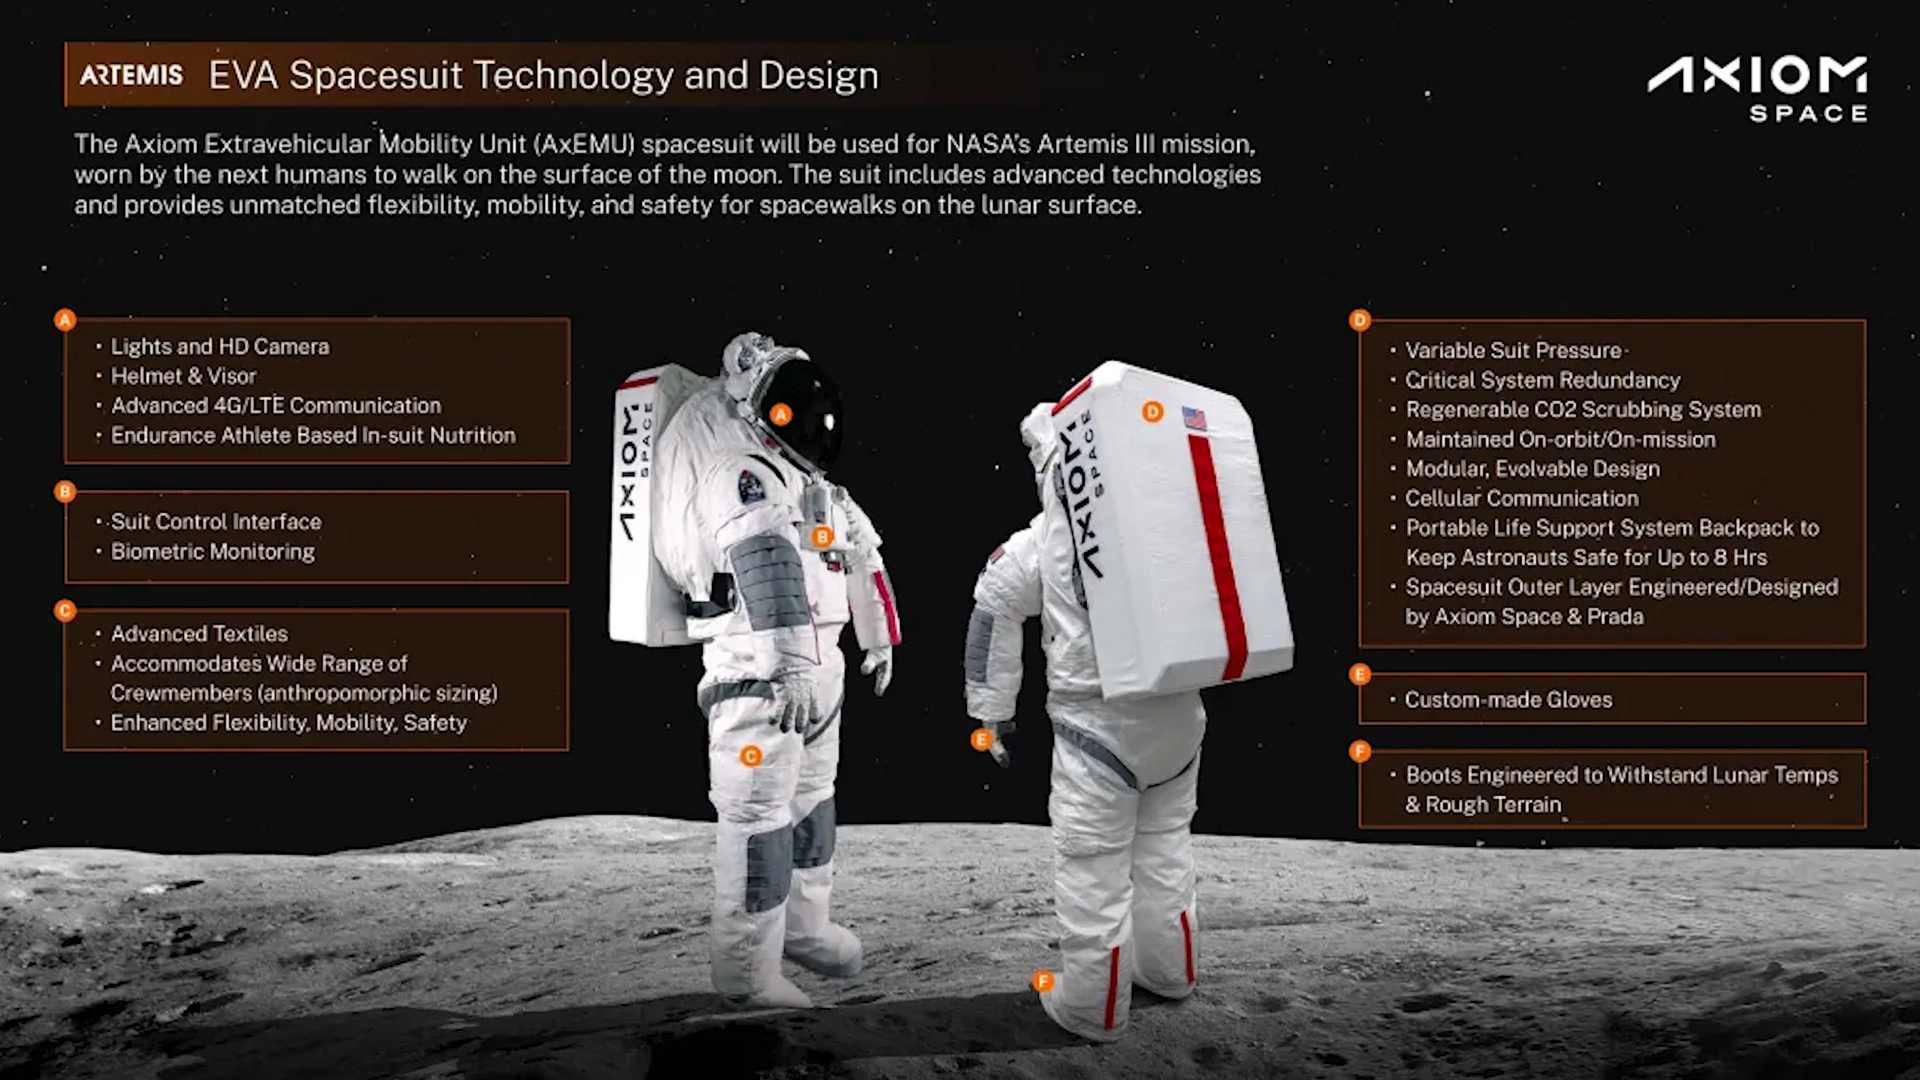 ARTEMIS EVA Spacesuit Technology and Design
AXIOM
SPACE
The Axiom Extravehicular Mobility Unit (AxEMU) spacesuit will be used for NASA's Artemis III mission,
worn by the next humans to walk on the surface of the moon. The suit includes advanced technologies
and provides unmatched flexibility, mobility, and safety for spacewalks on the lunar surface.
A
• Lights and HD Camera
• Helmet & Visor
• Advanced 4G/LTE Communication
• Endurance Athlete Based In-suit Nutrition
B
• Suit Control Interface
• Biometric Monitoring
C
• Advanced Textiles
• Accommodates Wide Range of
Crewmembers (anthropomorphic sizing)
• Enhanced Flexibility, Mobility, Safety
AXIOM
SPACE
A
B
C
AXIOM
SPACE
D
E
F
D
• Variable Suit Pressure
• Critical System Redundancy
• Regenerable CO2 Scrubbing System
• Maintained On-orbit/On-mission
• Modular, Evolvable Design
• Cellular Communication
• Portable Life Support System Backpack to
Keep Astronauts Safe for Up to 8 Hrs
• Spacesuit Outer Layer Engineered/Designed
by Axiom Space & Prada
E
• Custom-made Gloves
F
• Boots Engineered to Withstand Lunar Temps
& Rough Terrain